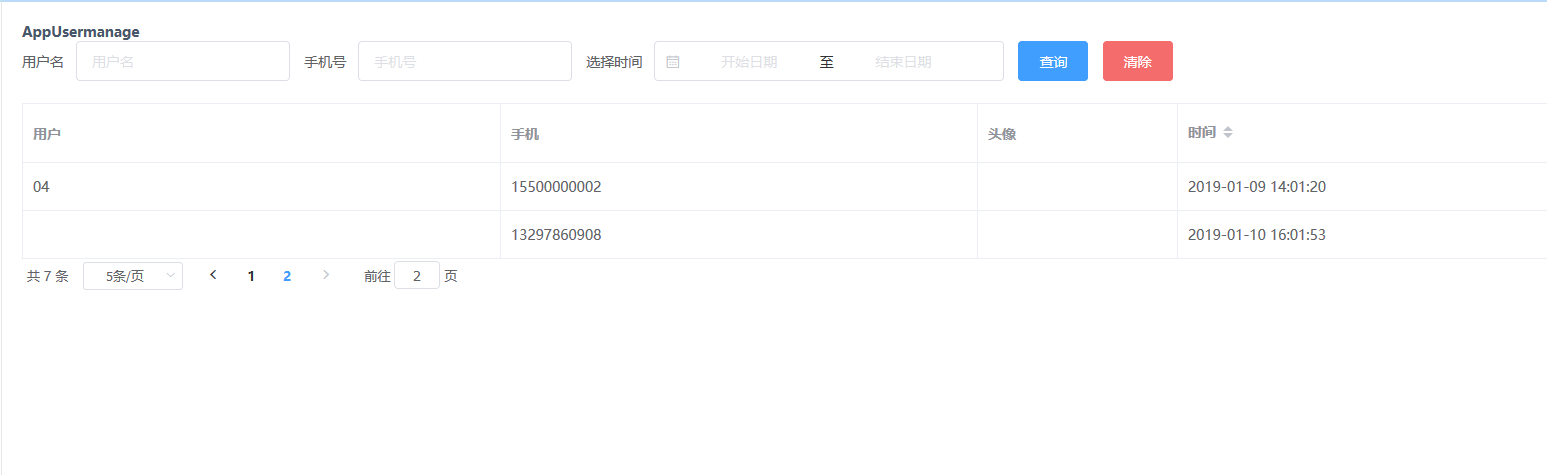 AppUsermanage
用户名 用户名 手机号 手机号 选择时间 开始日期 至 结束日期 查询 清除
用户 手机 头像 时间
04 15500000002 2019-01-09 14:01:20
13297860908 2019-01-10 16:01:53
共 7 条 5条/页 1 2 前往 2 页